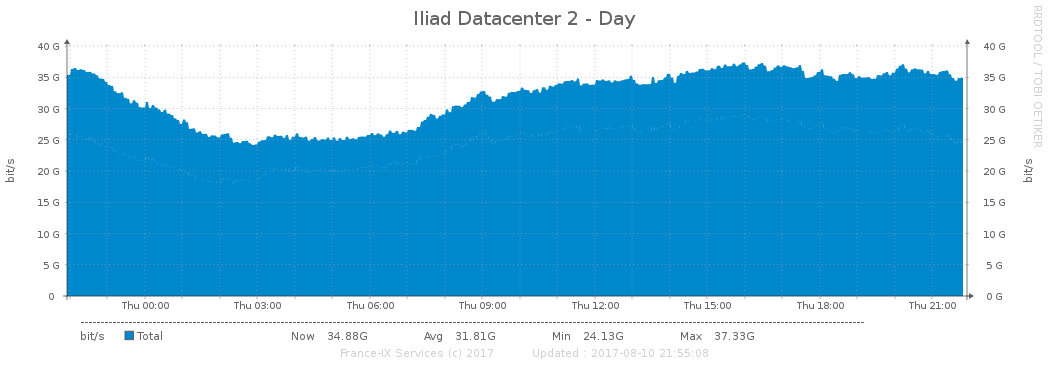 Iliad Datacenter 2 - Day
RRDTOOL / TOBI OETIKER
40 G 40 G
35 G 35 G
30 G 30 G
25 G 25 G
20 G 20 G
15 G 15 G
10 G 10 G
5 G 5 G
0 0 G
bit/s bit/s
Thu 00:00 Thu 03:00 Thu 06:00 Thu 09:00 Thu 12:00 Thu 15:00 Thu 18:00 Thu 21:00
bit/s Total Now 34.88G Avg 31.81G Min 24.13G Max 37.33G
France-IX Services (c) 2017 Updated : 2017-08-10 21:55:08